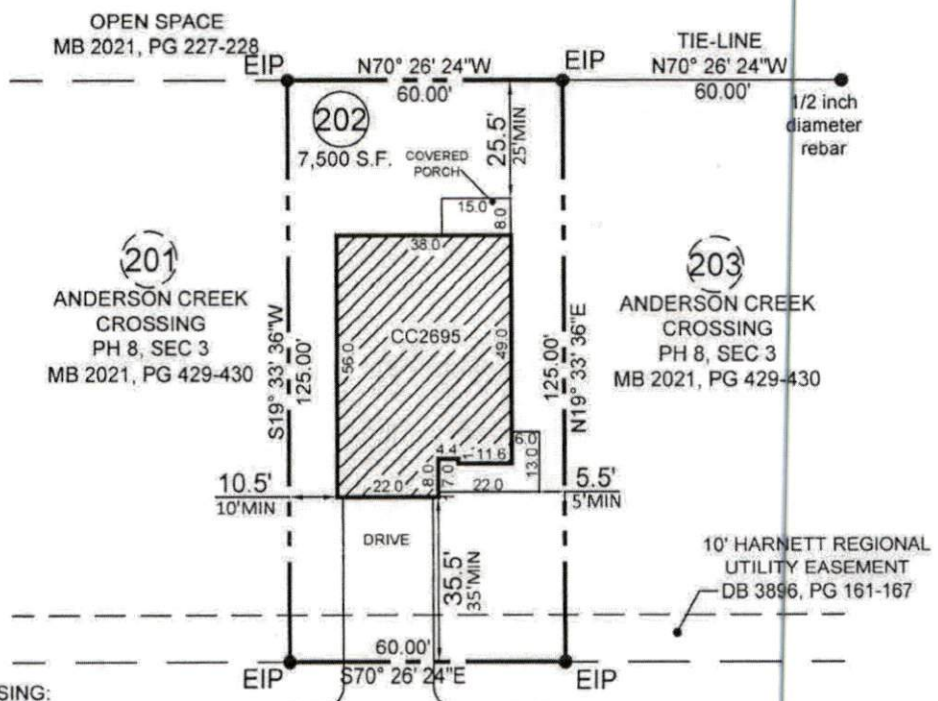 OPEN SPACE
MB 2021, PG 227-228
EIP
N70° 26' 24"W
60.00'
EIP
TIE-LINE
N70° 26' 24"W
60.00'
1/2 inch
diameter
rebar
202
7,500 S.F.
COVERED
PORCH
25.5'
25'MIN
15.0
8.0
38.0
201
ANDERSON CREEK
CROSSING
PH 8, SEC 3
MB 2021, PG 429-430
S19° 33' 36"W
125.00'
56.0
CC2695
49.0
125.00'
N19° 33' 36"E
203
ANDERSON CREEK
CROSSING
PH 8, SEC 3
MB 2021, PG 429-430
4.4
1
11.6
6.0
13.0
8.0
7.0
22.0
22.0
10.5'
10'MIN
5.5'
5'MIN
DRIVE
35.5'
35'MIN
10' HARNETT REGIONAL
UTILITY EASEMENT
DB 3896, PG 161-167
60.00'
EIP
S70° 26' 24"E
EIP
SING: